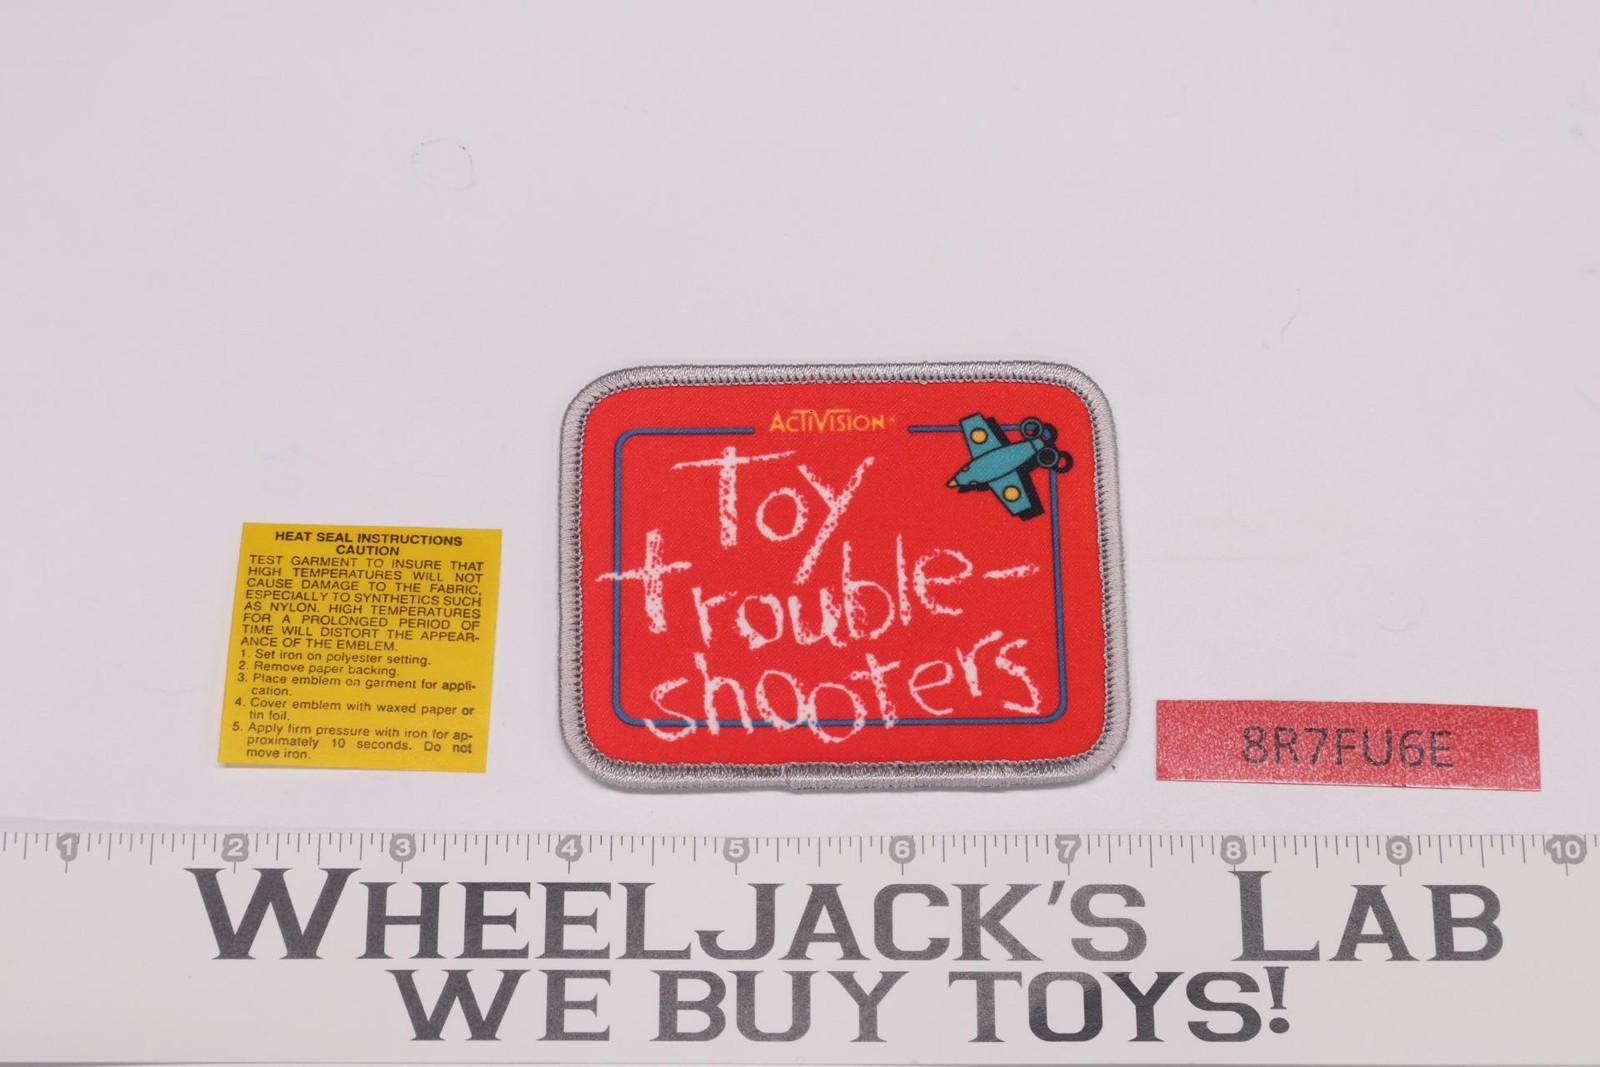 ACTIVISION
Toy
trouble-
shooters
HEAT SEAL INSTRUCTIONS
CAUTION
TEST GARMENT TO INSURE THAT
HIGH TEMPERATURES WILL NOT
CAUSE DAMAGE TO THE FABRIC,
ESPECIALLY TO SYNTHETICS SUCH
AS NYLON. HIGH TEMPERATURES
FOR A PROLONGED PERIOD OF
TIME WILL DISTORT THE APPEAR-
ANCE OF THE EMBLEM.
1. Set iron on polyester setting.
2. Remove paper backing.
3. Place emblem on garment for appli-
cation.
4. Cover emblem with waxed paper or
tin foil.
5. Apply firm pressure with iron for ap-
proximately 10 seconds. Do not
move iron.
8R7FU6E
1 2 3 4 5 6 7 8 9 10
WHEELJACK'S LAB
WE BUY TOYS!